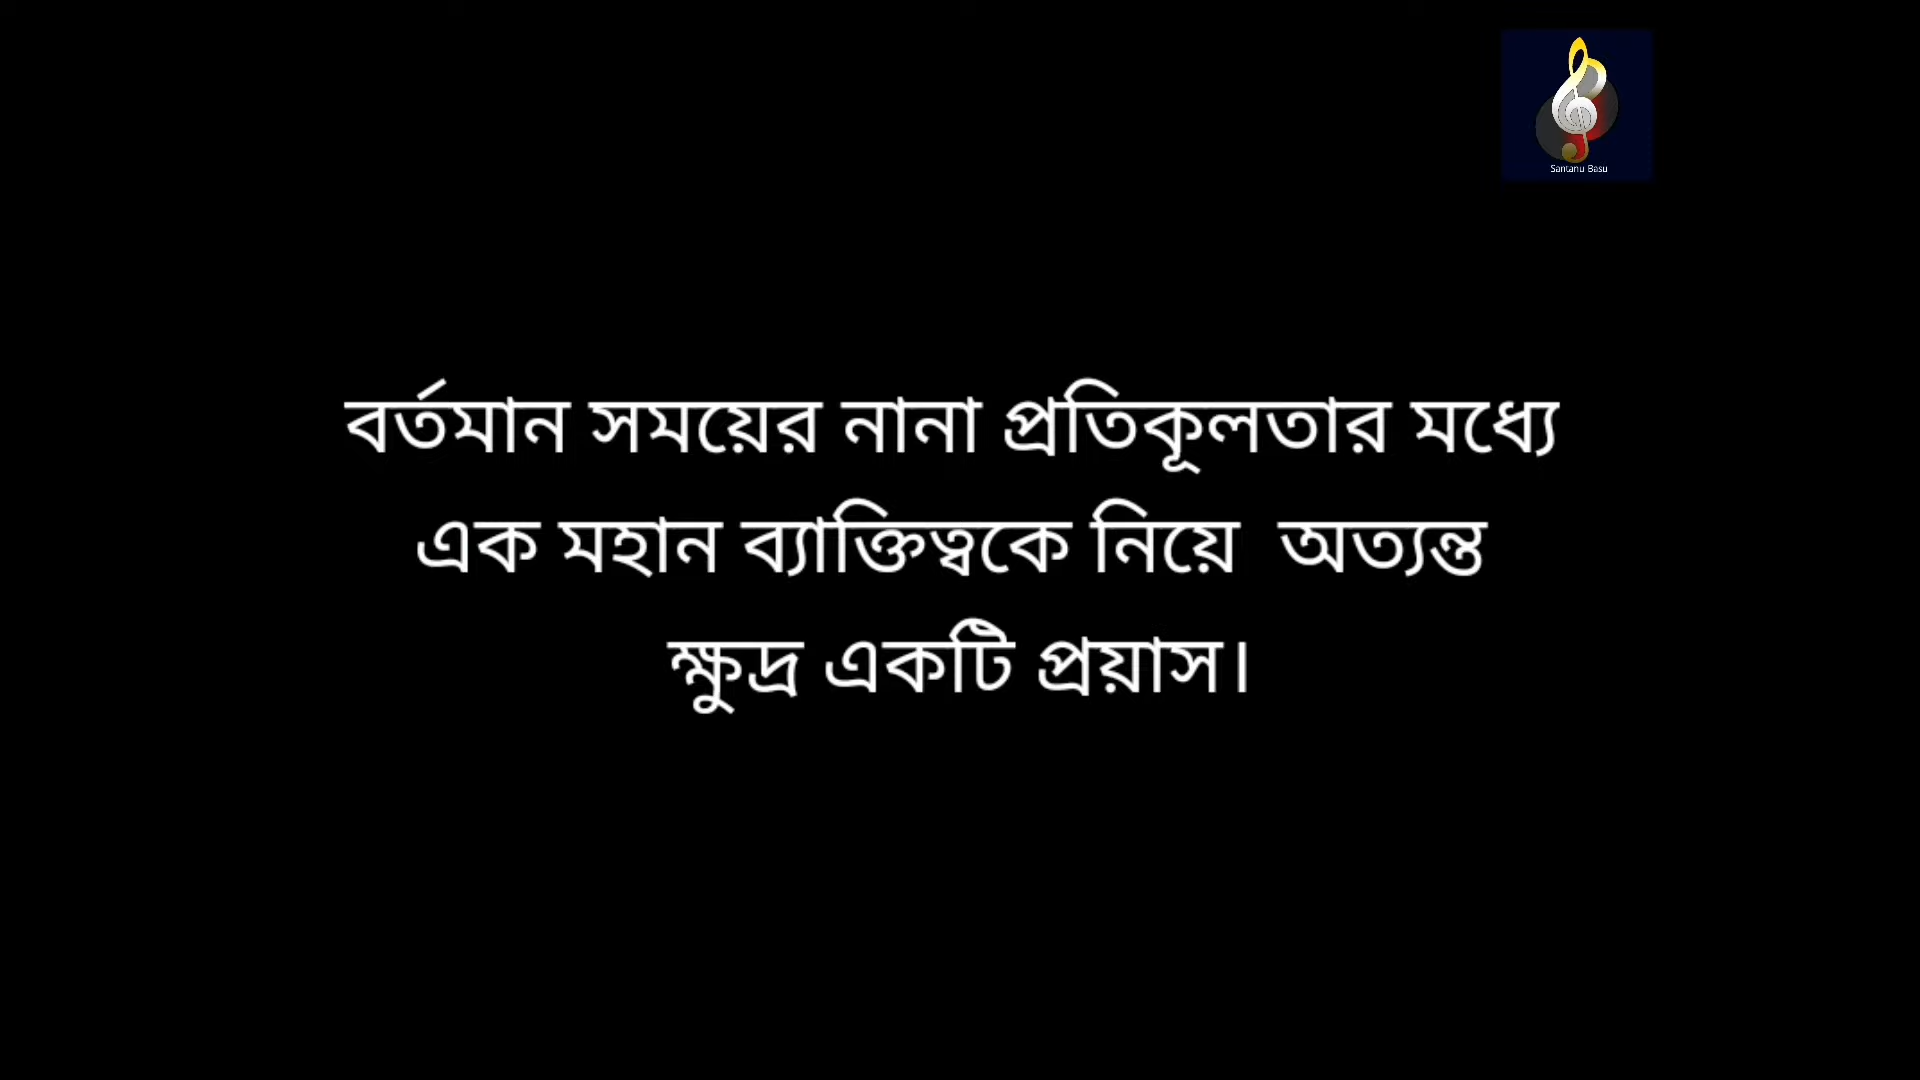 Santanu Basu
বর্তমান সময়ের নানা প্রতিকূলতার মধ্যে
এক মহান ব্যাক্তিত্বকে নিয়ে অত্যন্ত
ক্ষুদ্র একটি প্রয়াস।